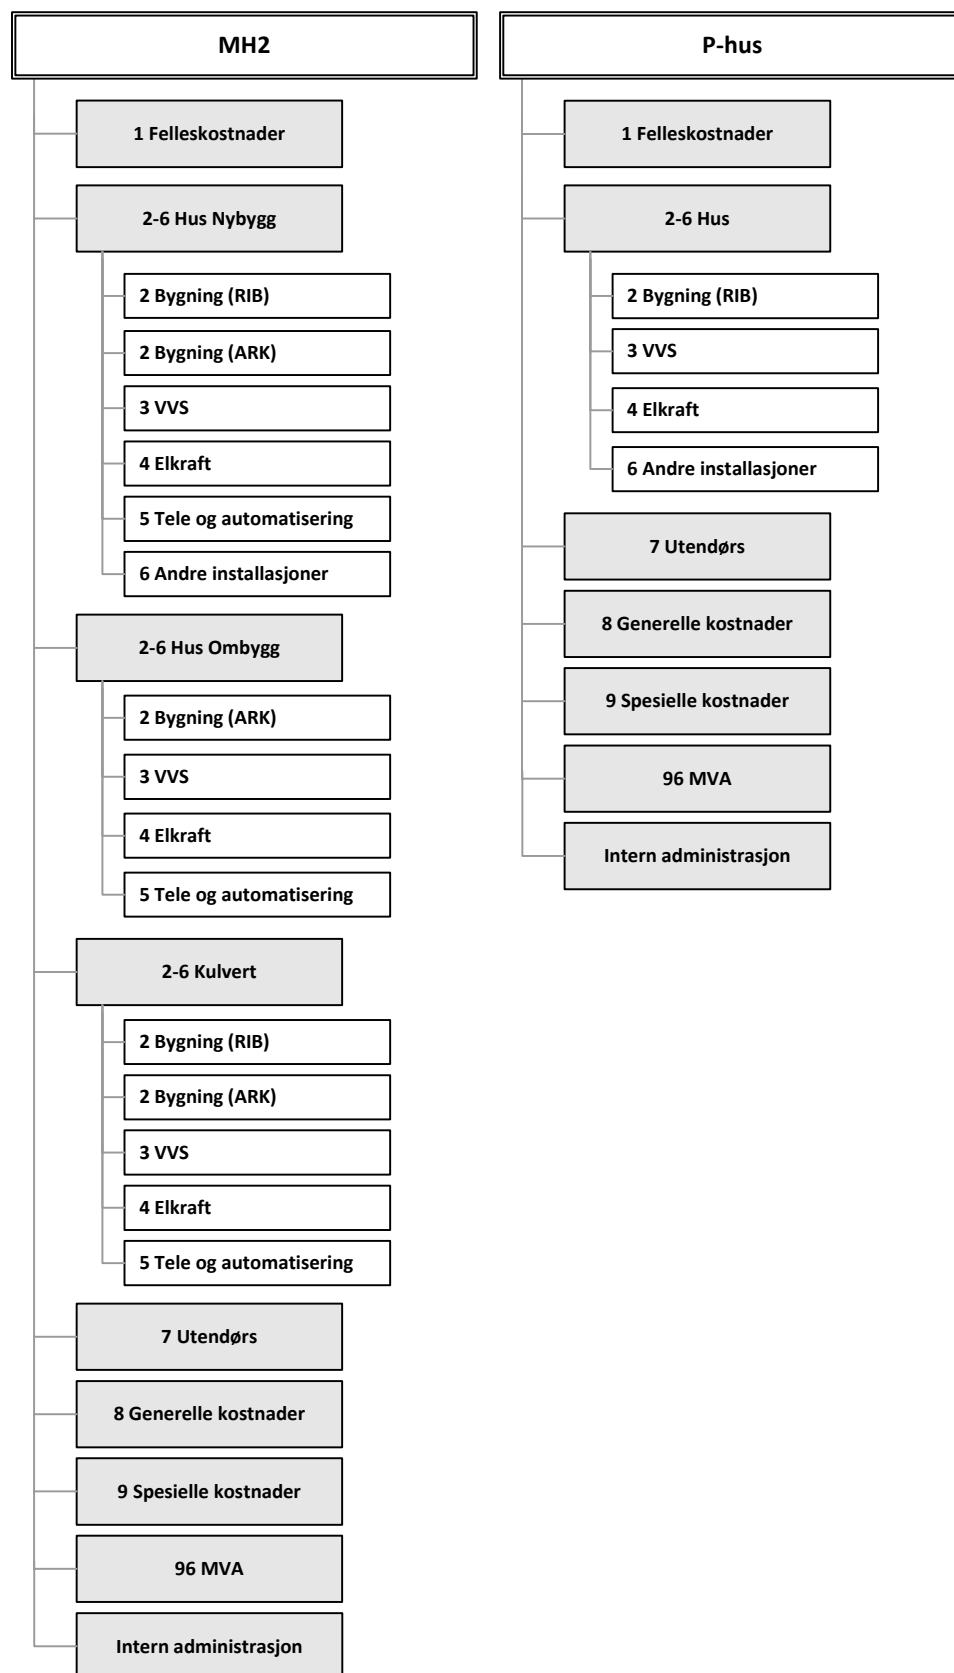 MH2
1 Felleskostnader
2-6 Hus Nybygg
2 Bygning (RIB)
2 Bygning (ARK)
3 VVS
4 Elkraft
5 Tele og automatisering
6 Andre installasjoner
2-6 Hus Ombygg
2 Bygning (ARK)
3 VVS
4 Elkraft
5 Tele og automatisering
2-6 Kulvert
2 Bygning (RIB)
2 Bygning (ARK)
3 VVS
4 Elkraft
5 Tele og automatisering
7 Utendørs
8 Generelle kostnader
9 Spesielle kostnader
96 MVA
Intern administrasjon
P-hus
1 Felleskostnader
2-6 Hus
2 Bygning (RIB)
3 VVS
4 Elkraft
6 Andre installasjoner
7 Utendørs
8 Generelle kostnader
9 Spesielle kostnader
96 MVA
Intern administrasjon